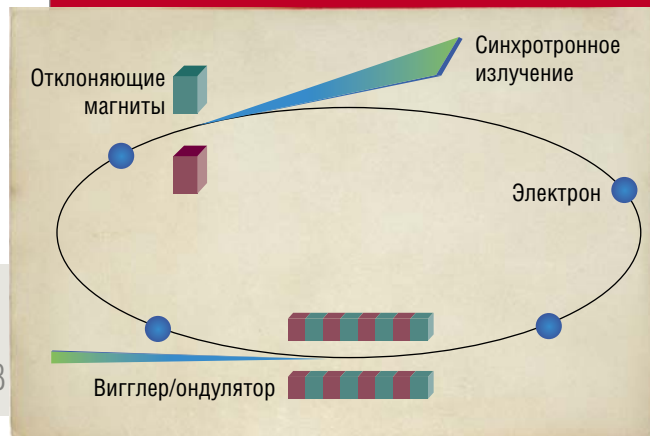 Синхротронное
излучение
Отклоняющие
магниты
Электрон
Вигглер/ондулятор